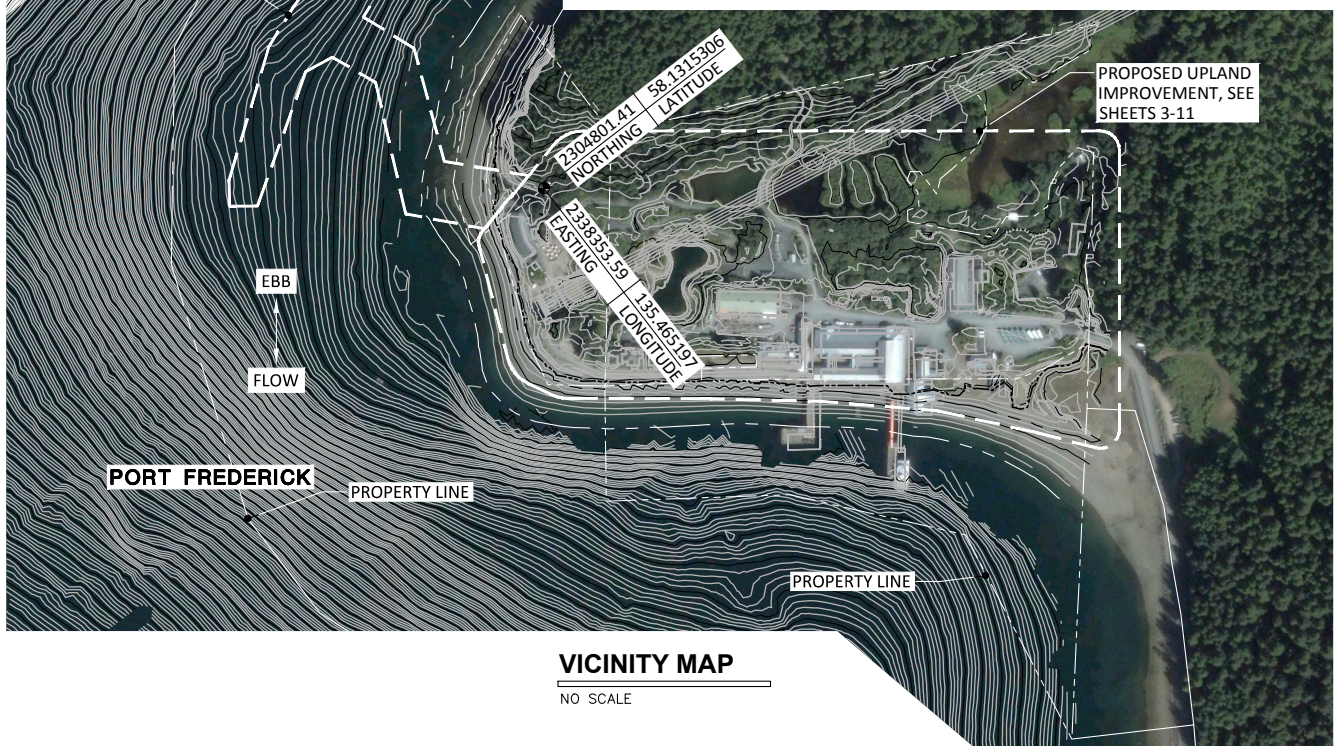 2304801.41 58.1315306
NORTHING LATITUDE
PROPOSED UPLAND
IMPROVEMENT, SEE
SHEETS 3-11
2338353.59 135.465197
EASTING LONGITUDE
EBB
FLOW
PORT FREDERICK
PROPERTY LINE
PROPERTY LINE
VICINITY MAP
NO SCALE